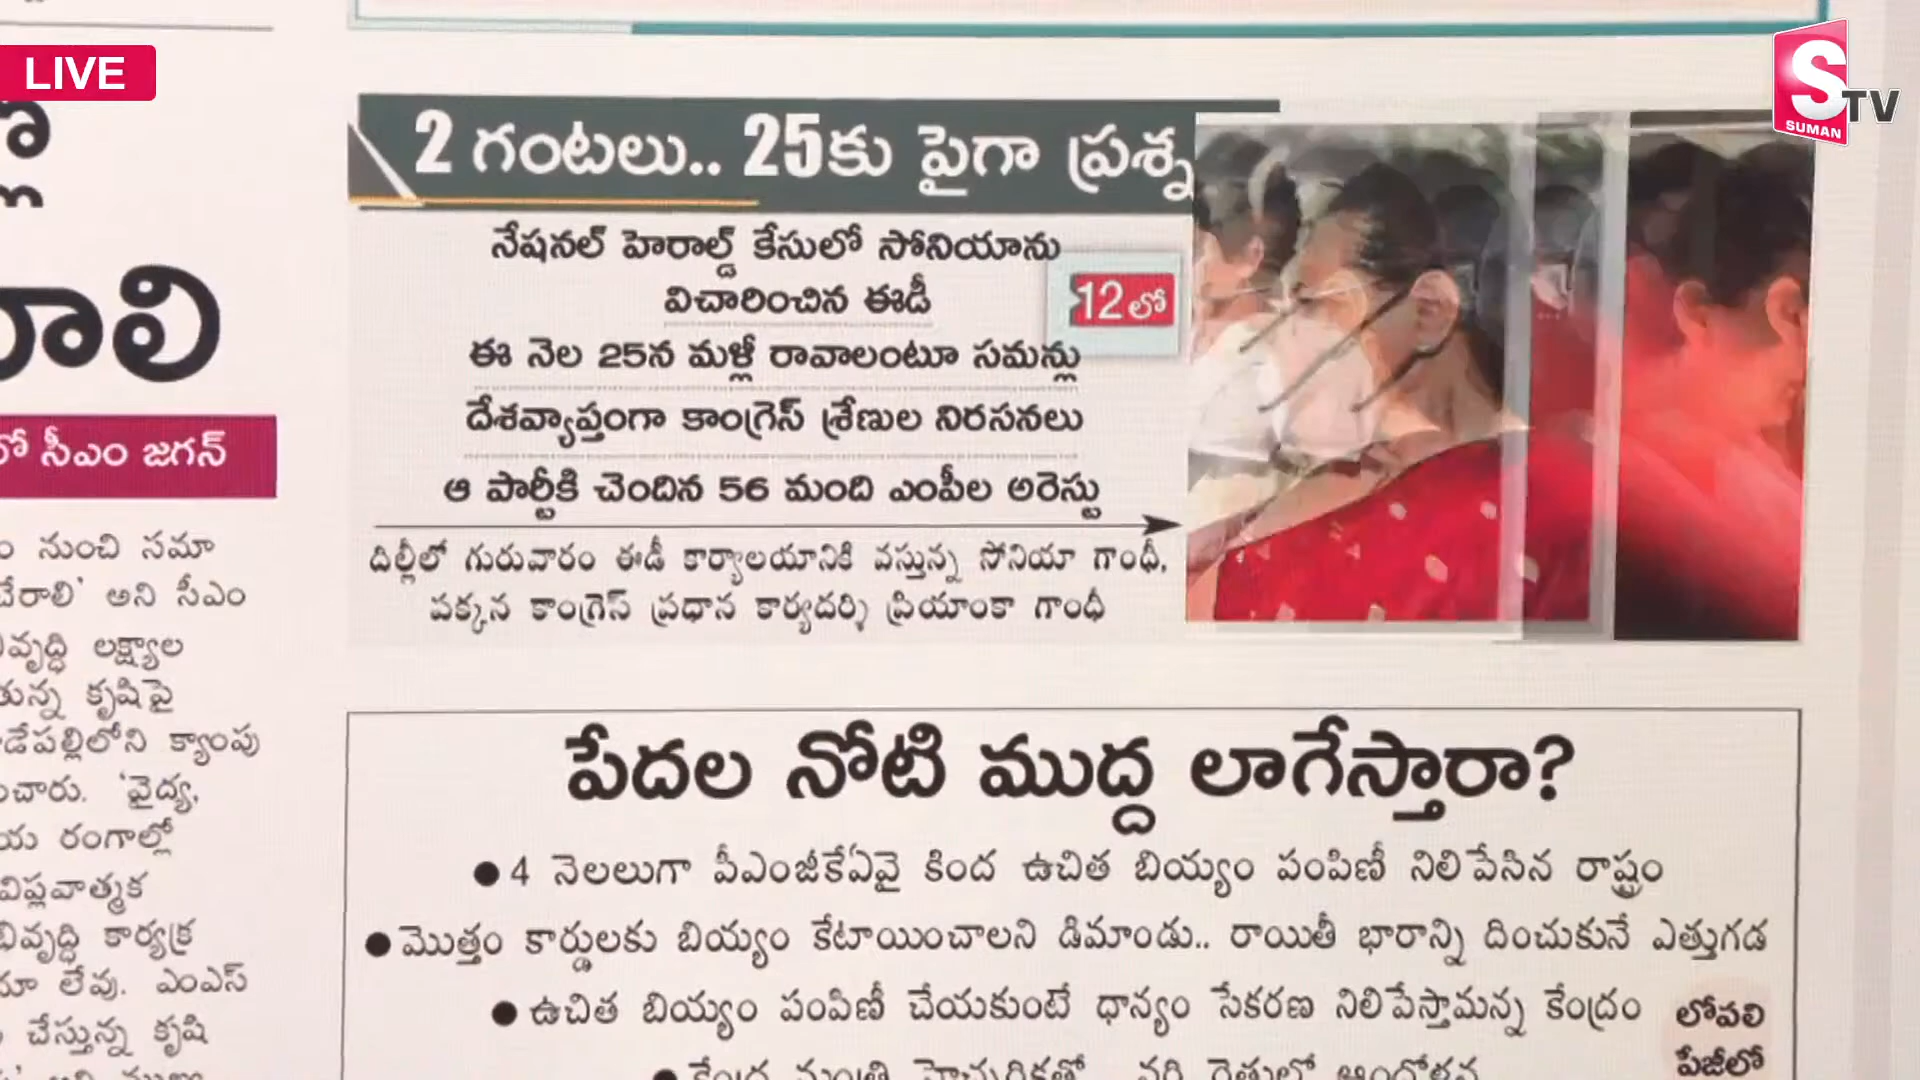 LIVE
S
TV
SUMAN
2 గంటలు.. 25కు పైగా ప్రశ్న
నేషనల్ హెరాల్డ్ కేసులో సోనియాను
విచారించిన ఈడీ
12లో
ఈ నెల 25న మళ్లీ రావాలంటూ సమన్లు
దేశవ్యాప్తంగా కాంగ్రెస్ శ్రేణుల నిరసనలు
ఆ పార్టీకి చెందిన 56 మంది ఎంపీల అరెస్టు
దిల్లీలో గురువారం ఈడీ కార్యాలయానికి వస్తున్న సోనియా గాంధీ.
పక్కన కాంగ్రెస్ ప్రధాన కార్యదర్శి ప్రియాంకా గాంధీ
సీఎం జగన్
నుంచి సమా
అని సీఎం
లక్ష్యాల
కృషిపై
క్యాంపు
'వైద్య,
రంగాల్లో
కార్యక్ర
లేవు. ఎంఎస్
చేస్తున్న కృషి
పేదల నోటి ముద్ద లాగేస్తారా?
● 4 నెలలుగా పీఎంజీకేఏవై కింద ఉచిత బియ్యం పంపిణీ నిలిపేసిన రాష్ట్రం
● మొత్తం కార్డులకు బియ్యం కేటాయించాలని డిమాండు.. రాయితీ భారాన్ని దించుకునే ఎత్తుగడ
● ఉచిత బియ్యం పంపిణీ చేయకుంటే ధాన్యం సేకరణ నిలిపేస్తామన్న కేంద్రం
లోపలి
పేజీలో